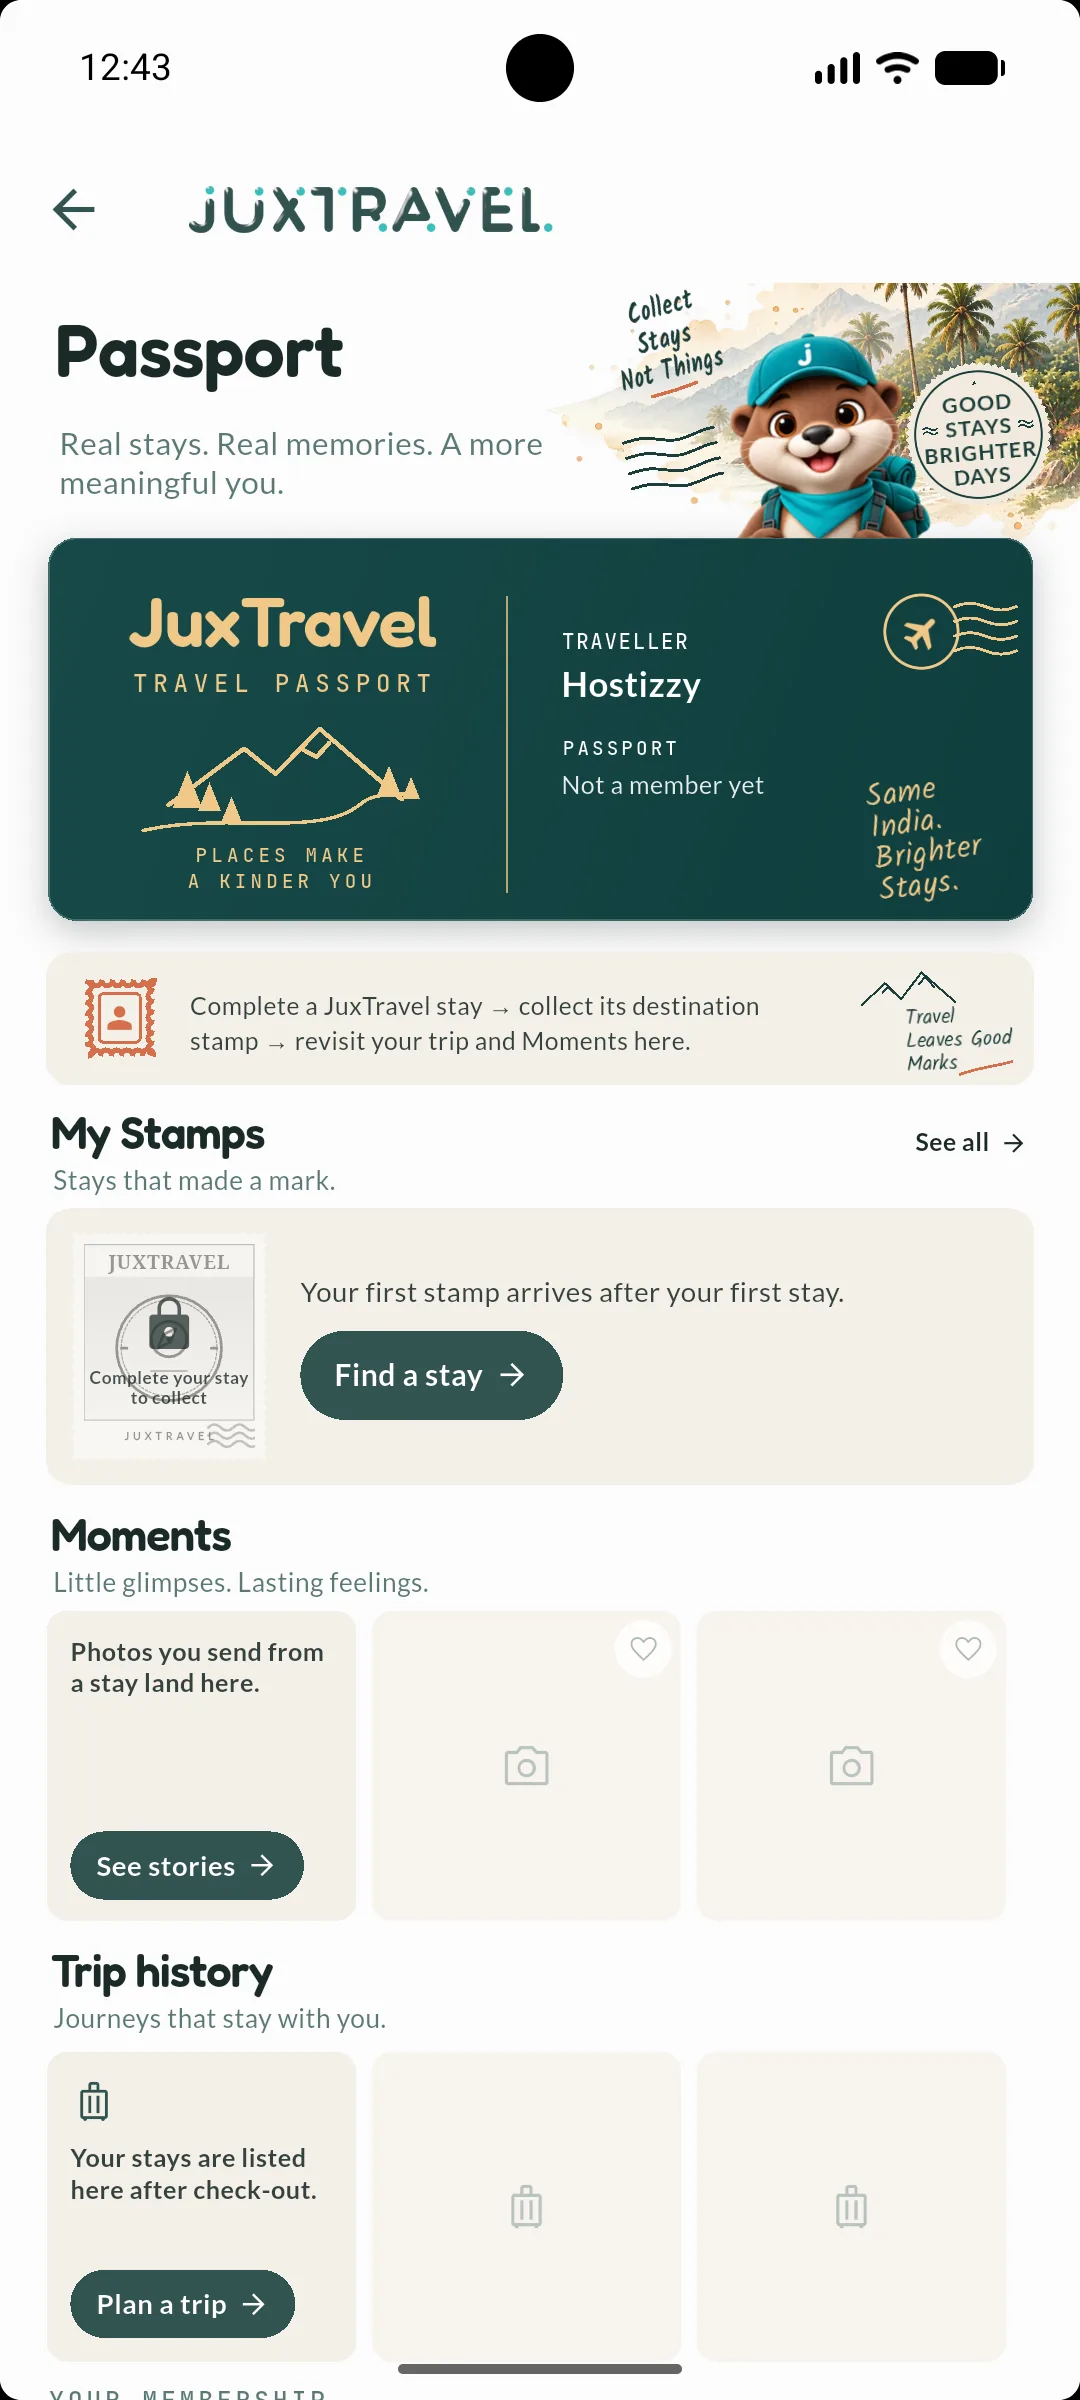 12:43
JUXTRAVEL.
Passport
Real stays. Real memories. A more
meaningful you.
Collect
Stays
Not Things
j
GOOD
STAYS
BRIGHTER
DAYS
JuxTravel
TRAVEL PASSPORT
PLACES MAKE
A KINDER YOU
TRAVELLER
Hostizzy
PASSPORT
Not a member yet
Same
India.
Brighter
Stays.
Complete a JuxTravel stay → collect its destination
stamp → revisit your trip and Moments here.
Travel
Leaves Good
Marks
My Stamps
See all →
Stays that made a mark.
JUXTRAVEL
Complete your stay
to collect
JUXTRAVEL
Your first stamp arrives after your first stay.
Find a stay →
Moments
Little glimpses. Lasting feelings.
Photos you send from
a stay land here.
See stories →
Trip history
Journeys that stay with you.
Your stays are listed
here after check-out.
Plan a trip →
YOUR MEMBERSHIP